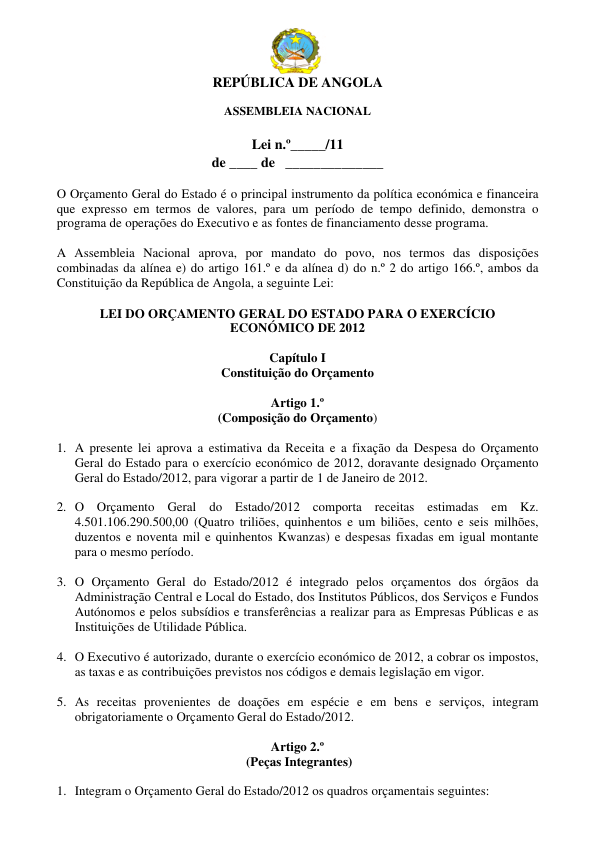 REPÚBLICA DE ANGOLA
ASSEMBLEIA NACIONAL
Lei n.º_____/11
de ____ de ______________
O Orçamento Geral do Estado é o principal instrumento da política económica e financeira
que expresso em termos de valores, para um período de tempo definido, demonstra o
programa de operações do Executivo e as fontes de financiamento desse programa.
A Assembleia Nacional aprova, por mandato do povo, nos termos das disposições
combinadas da alínea e) do artigo 161.º e da alínea d) do n.º 2 do artigo 166.º, ambos da
Constituição da República de Angola, a seguinte Lei:
LEI DO ORÇAMENTO GERAL DO ESTADO PARA O EXERCÍCIO
ECONÓMICO DE 2012
Capítulo I
Constituição do Orçamento
Artigo 1.º
(Composição do Orçamento)
1. A presente lei aprova a estimativa da Receita e a fixação da Despesa do Orçamento
Geral do Estado para o exercício económico de 2012, doravante designado Orçamento
Geral do Estado/2012, para vigorar a partir de 1 de Janeiro de 2012.
2. O Orçamento Geral do Estado/2012 comporta receitas estimadas em Kz.
4.501.106.290.500,00 (Quatro triliões, quinhentos e um biliões, cento e seis milhões,
duzentos e noventa mil e quinhentos Kwanzas) e despesas fixadas em igual montante
para o mesmo período.
3. O Orçamento Geral do Estado/2012 é integrado pelos orçamentos dos órgãos da
Administração Central e Local do Estado, dos Institutos Públicos, dos Serviços e Fundos
Autónomos e pelos subsídios e transferências a realizar para as Empresas Públicas e as
Instituições de Utilidade Pública.
4. O Executivo é autorizado, durante o exercício económico de 2012, a cobrar os impostos,
as taxas e as contribuições previstos nos códigos e demais legislação em vigor.
5. As receitas provenientes de doações em espécie e em bens e serviços, integram
obrigatoriamente o Orçamento Geral do Estado/2012.
Artigo 2.º
(Peças Integrantes)
1. Integram o Orçamento Geral do Estado/2012 os quadros orçamentais seguintes: